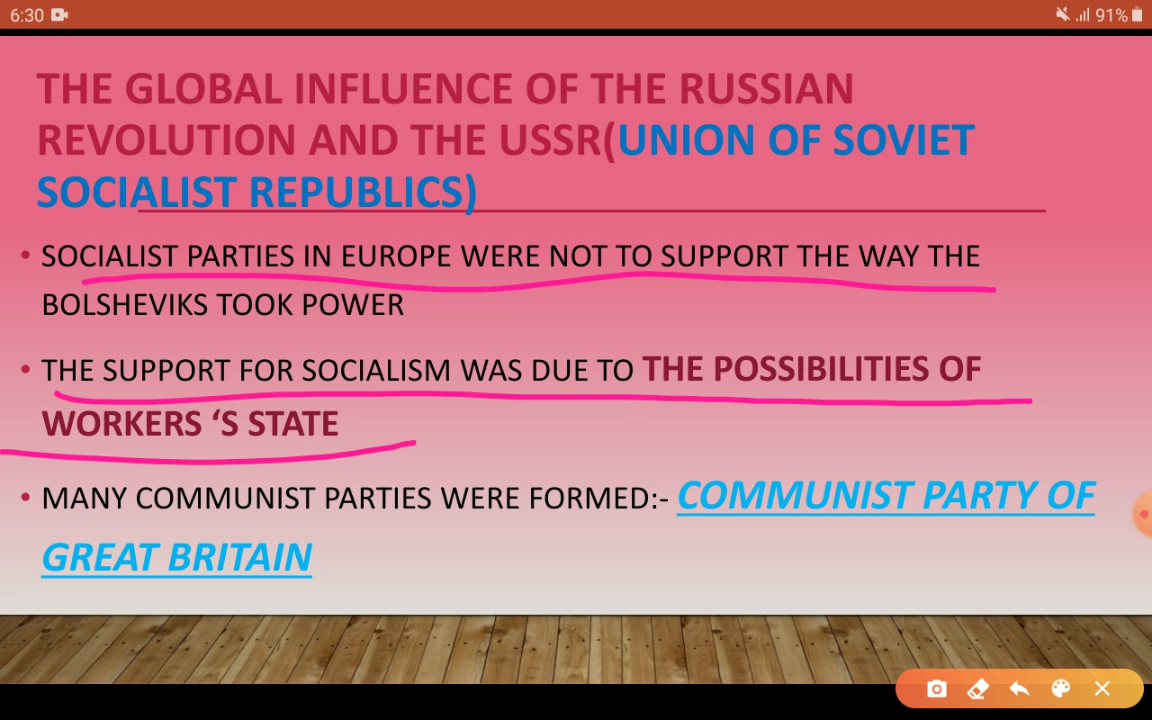 6:30
91%
THE GLOBAL INFLUENCE OF THE RUSSIAN
REVOLUTION AND THE USSR(UNION OF SOVIET
SOCIALIST REPUBLICS)
• SOCIALIST PARTIES IN EUROPE WERE NOT TO SUPPORT THE WAY THE
BOLSHEVIKS TOOK POWER
• THE SUPPORT FOR SOCIALISM WAS DUE TO THE POSSIBILITIES OF
WORKERS ‘S STATE
• MANY COMMUNIST PARTIES WERE FORMED:- COMMUNIST PARTY OF
GREAT BRITAIN